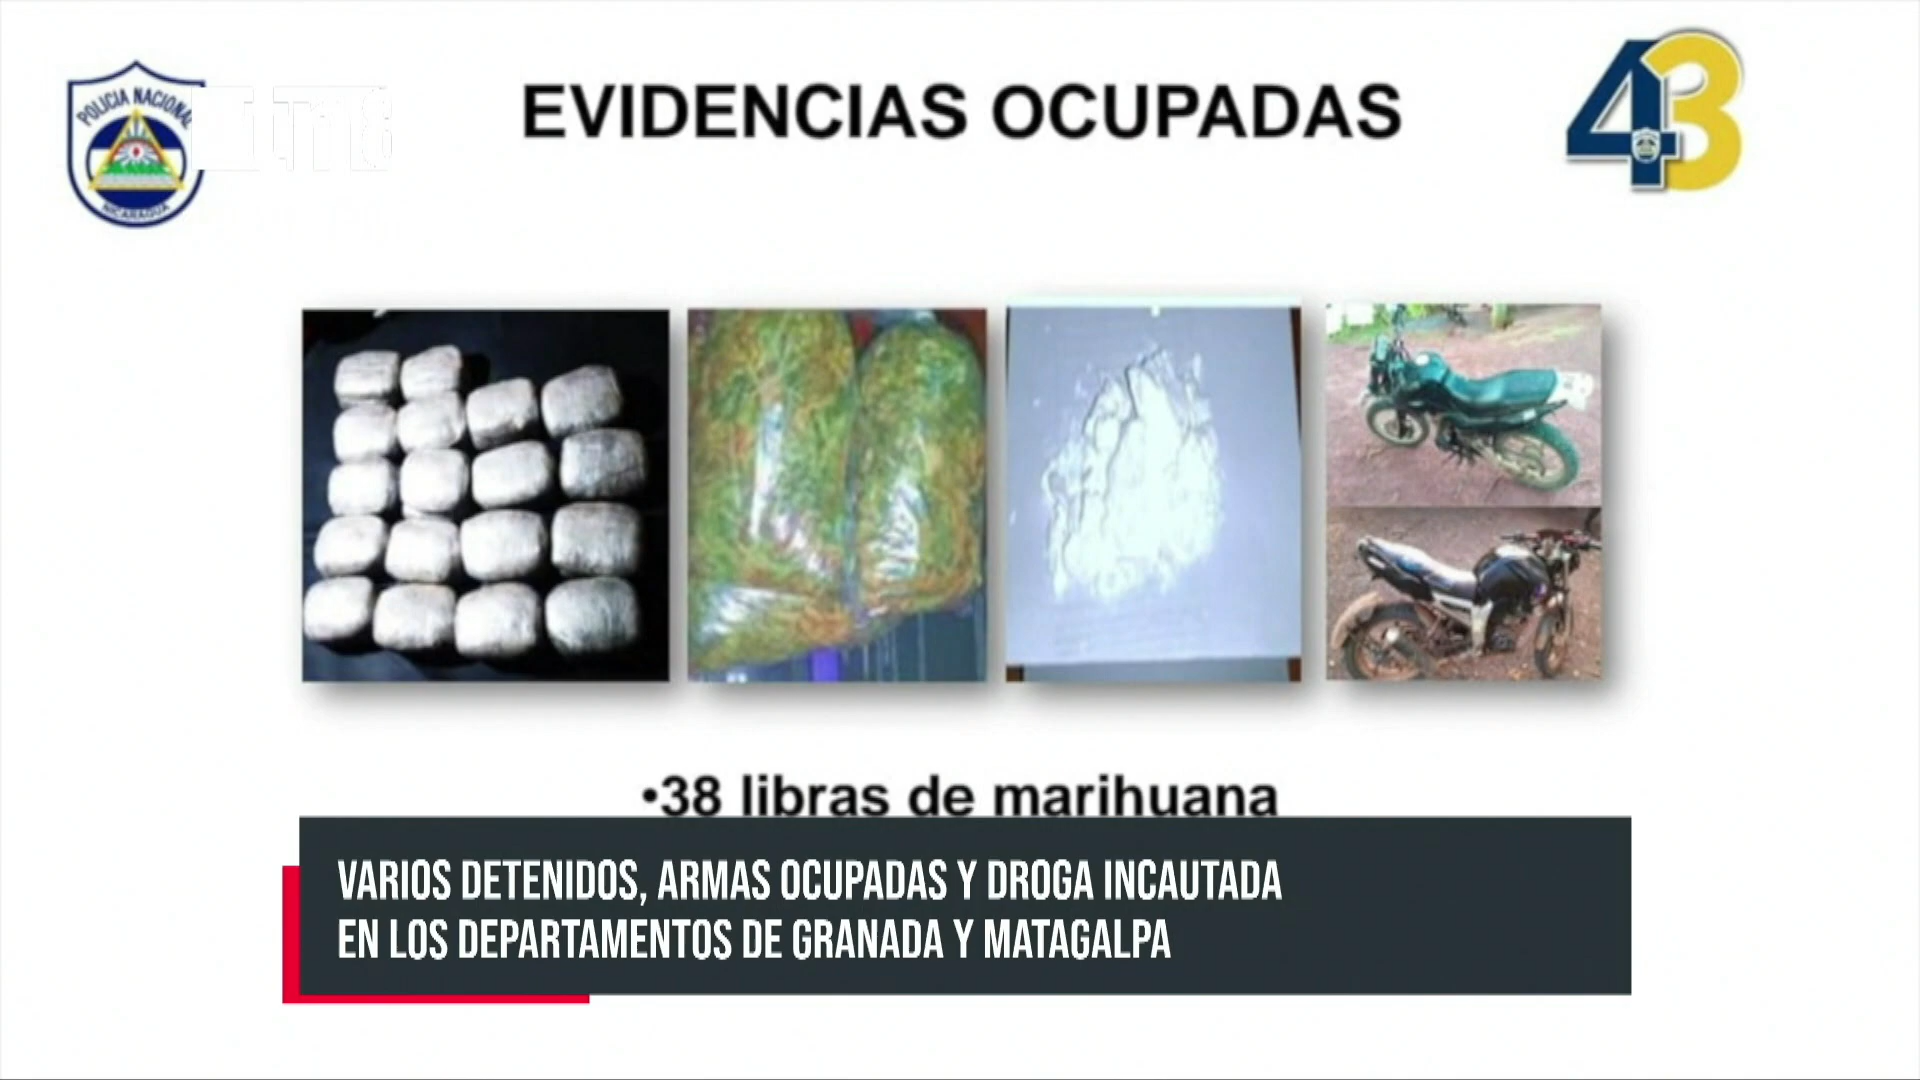 POLICIA NACIONAL
NICARAGUA
EVIDENCIAS OCUPADAS
43
•38 libras de marihuana
VARIOS DETENIDOS, ARMAS OCUPADAS Y DROGA INCAUTADA
EN LOS DEPARTAMENTOS DE GRANADA Y MATAGALPA